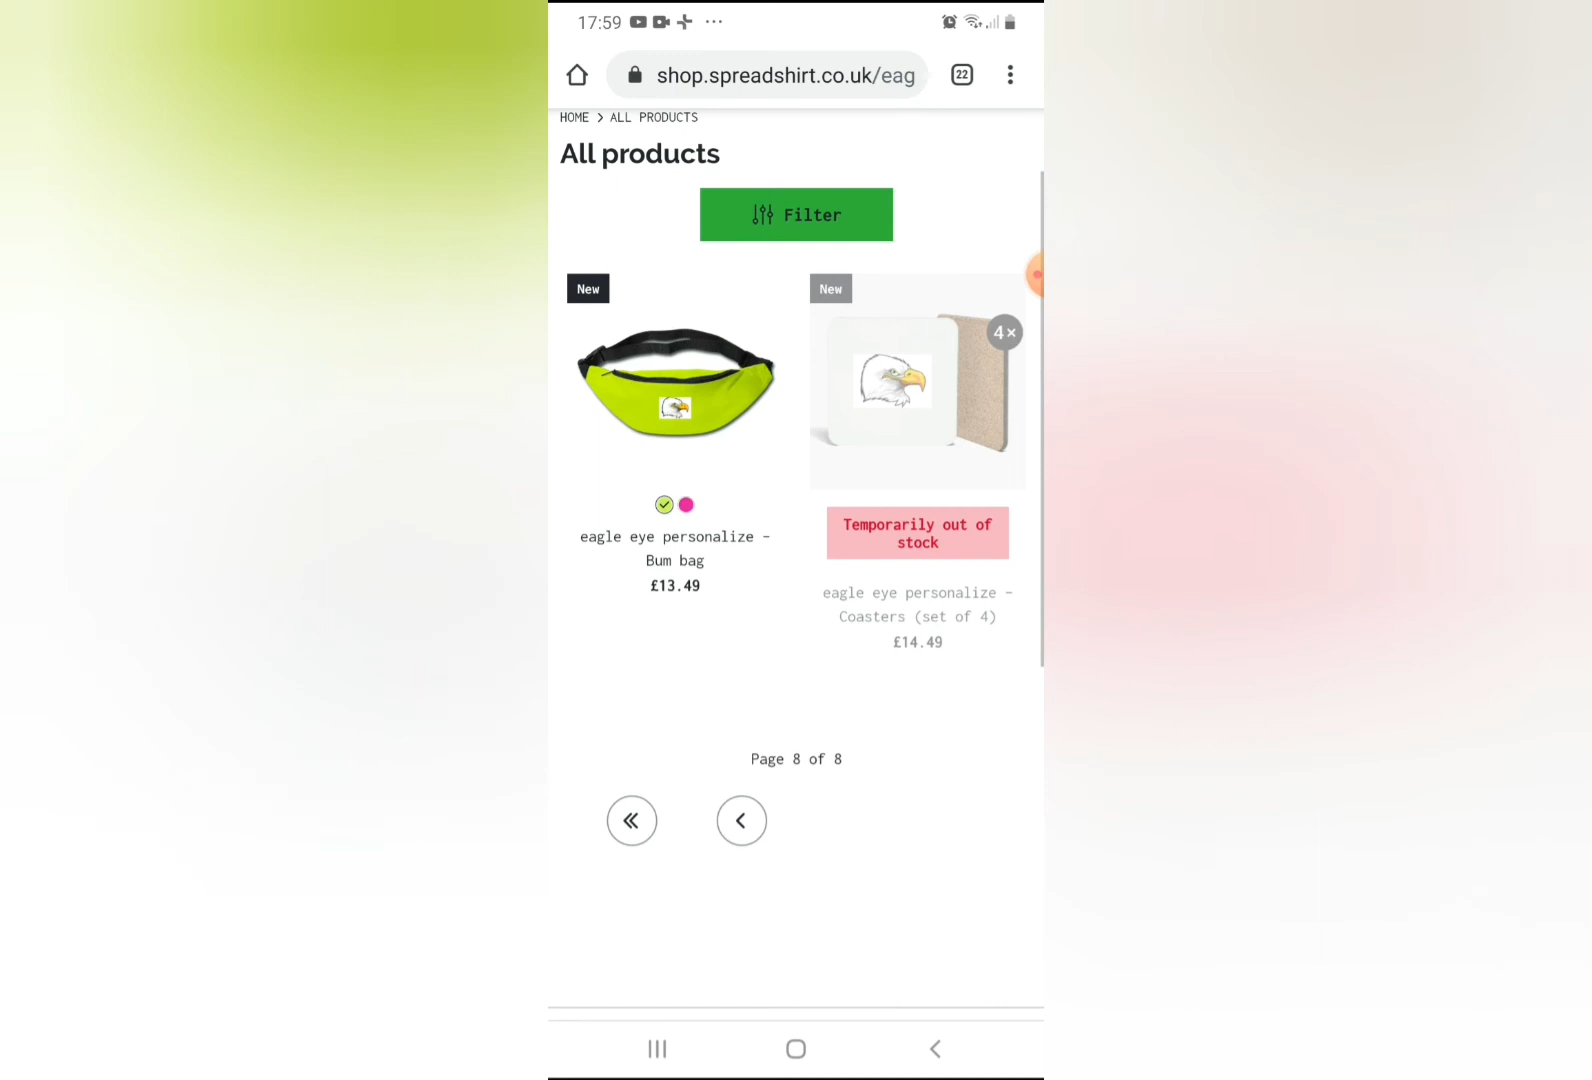 17:59
shop.spreadshirt.co.uk/eag
22
HOME > ALL PRODUCTS
All products
Filter
New
New
4×
Temporarily out of
stock
eagle eye personalize –
Bum bag
£13.49
eagle eye personalize –
Coasters (set of 4)
£14.49
Page 8 of 8